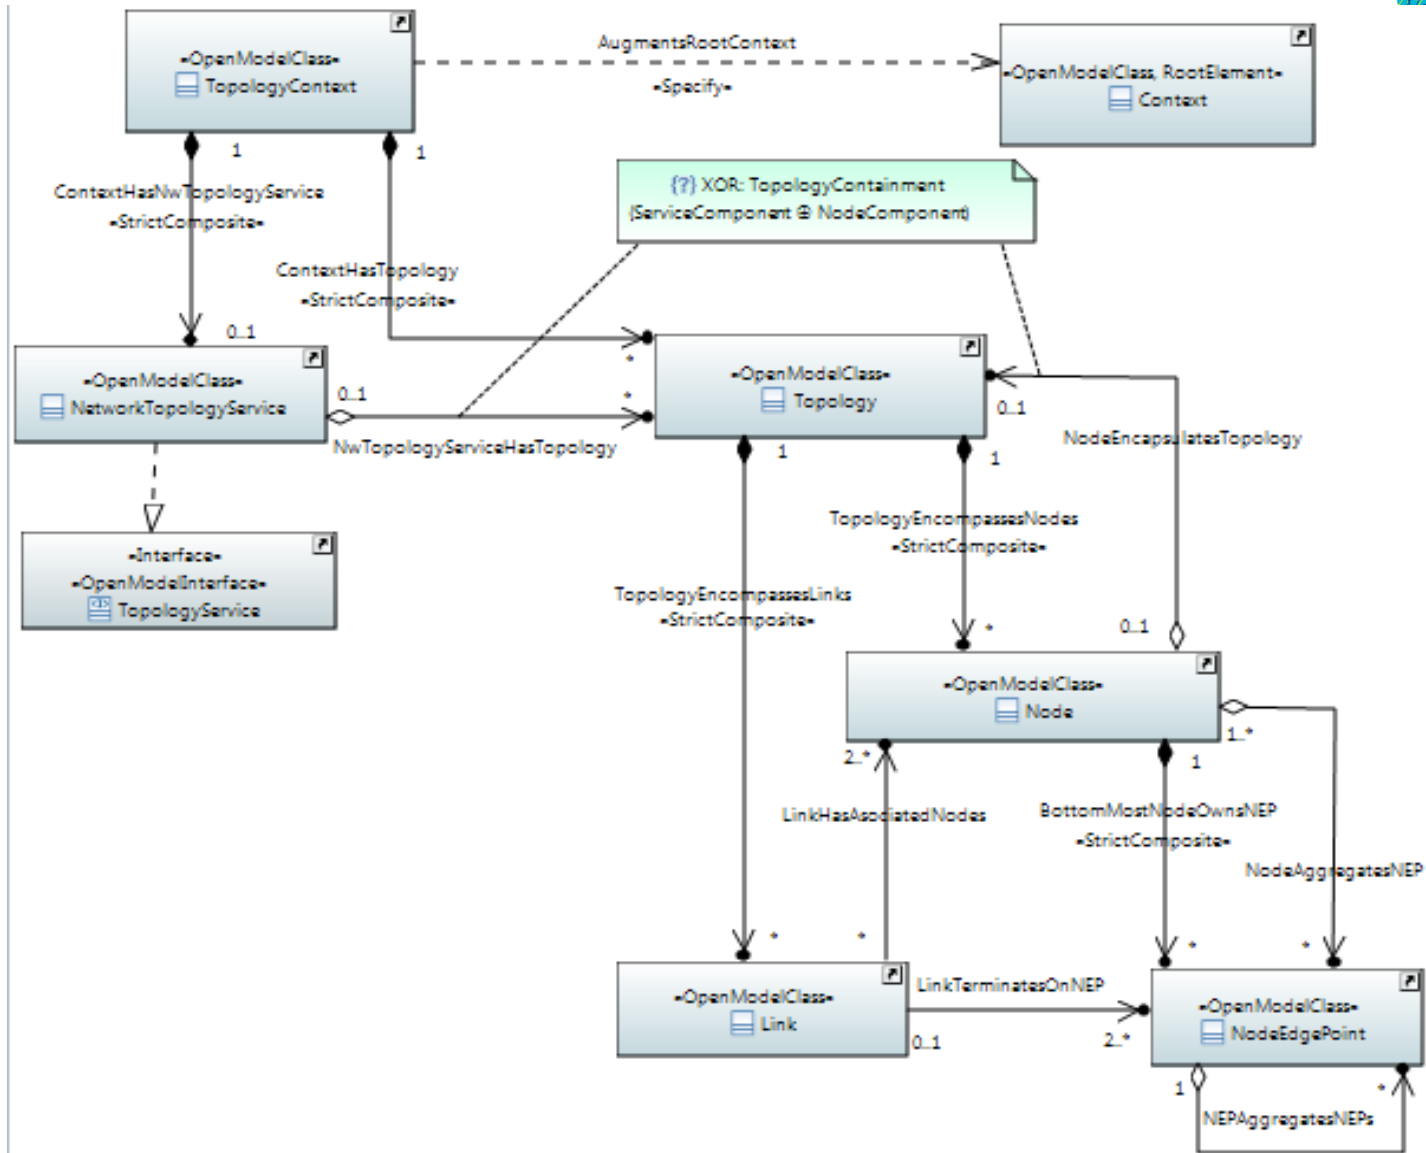 «OpenModelClass»
TopologyContext
AugmentsRootContext
«Specify»
«OpenModelClass, RootElement»
Context
1
1
ContextHasNwTopologyService
«StrictComposite»
{?} XOR: TopologyContainment
{ServiceComponent ⊕ NodeComponent}
ContextHasTopology
«StrictComposite»
0..1
*
«OpenModelClass»
NetworkTopologyService
0..1
*
NwTopologyServiceHasTopology
«OpenModelClass»
Topology
0..1
NodeEncapsulatesTopology
1
1
TopologyEncompassesNodes
«StrictComposite»
«Interface»
«OpenModelInterface»
TopologyService
TopologyEncompassesLinks
«StrictComposite»
*
0..1
«OpenModelClass»
Node
2..*
1
1..*
LinkHasAsociatedNodes
BottomMostNodeOwnsNEP
«StrictComposite»
NodeAggregatesNEP
*
*
*
*
«OpenModelClass»
Link
LinkTerminatesOnNEP
0..1
2..*
«OpenModelClass»
NodeEdgePoint
1
*
NEPAggregatesNEPs